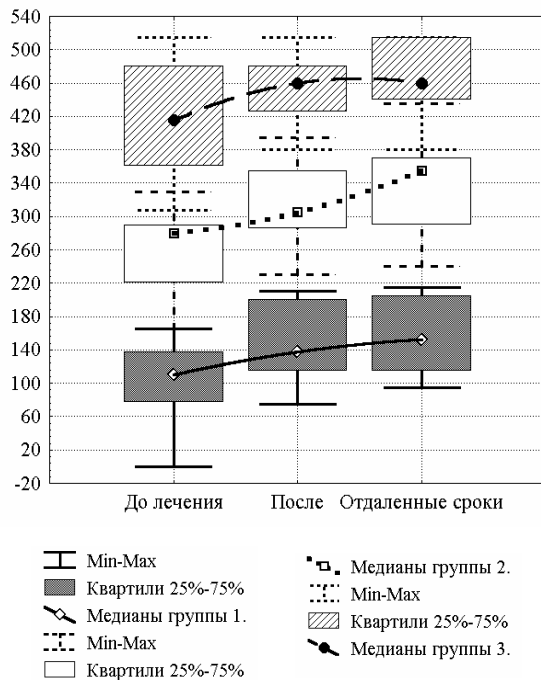 540
500
460
420
380
340
300
260
220
180
140
100
60
20
-20
До лечения После Отдаленные сроки
Min-Max
Квартили 25%-75%
Медианы группы 1.
Min-Max
Квартили 25%-75%
Медианы группы 2.
Min-Max
Квартили 25%-75%
Медианы группы 3.